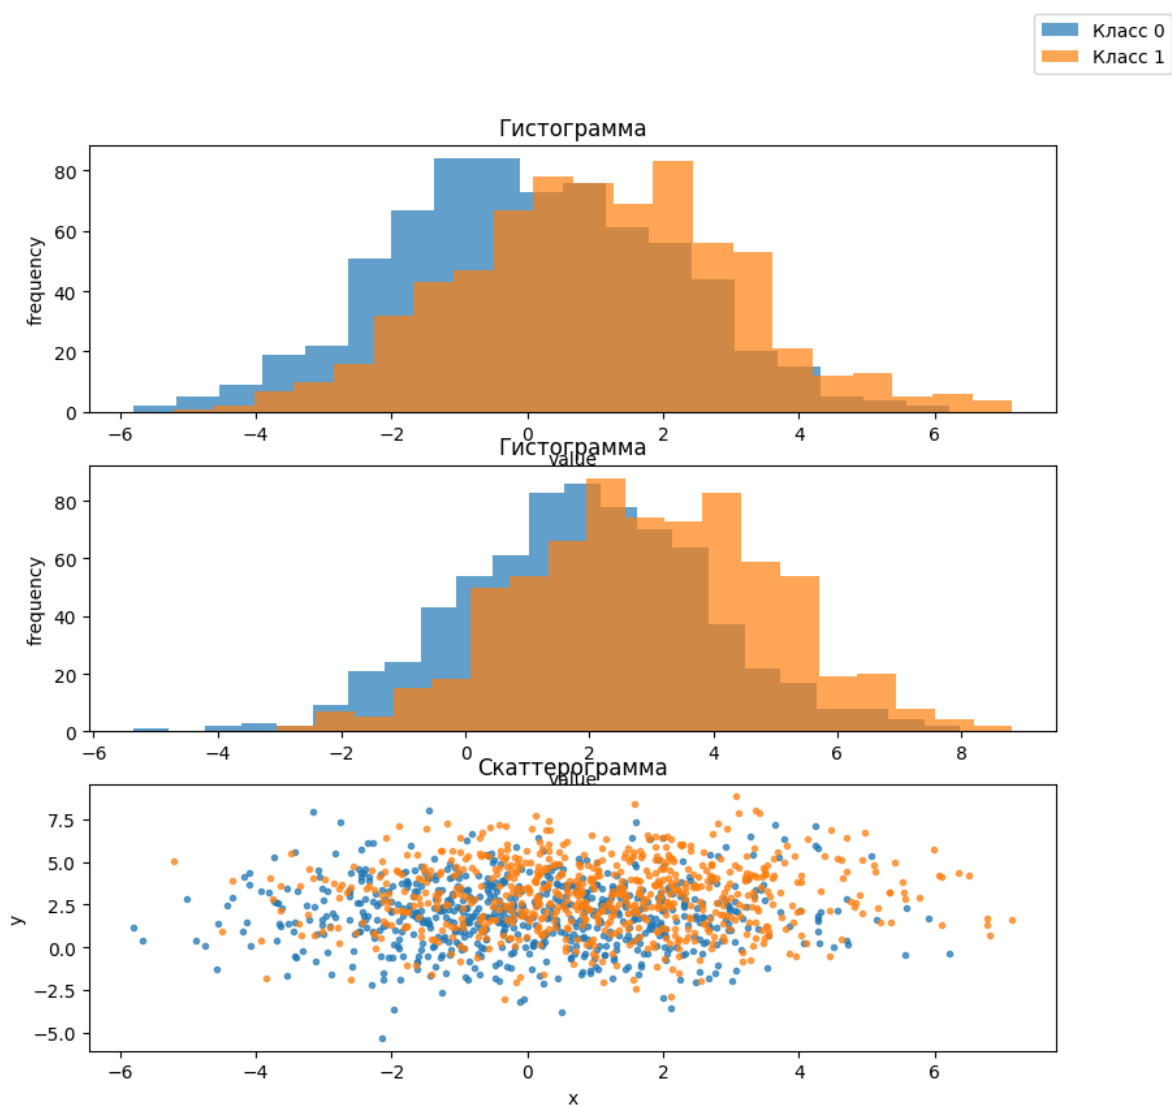 Класс 0
Класс 1
Гистограмма
80
60
40
20
0
frequency
−6 −4 −2 0 2 4 6
value
Гистограмма
80
60
40
20
0
frequency
−6 −4 −2 0 2 4 6 8
value
Скаттерограмма
7.5
5.0
2.5
0.0
−2.5
−5.0
y
−6 −4 −2 0 2 4 6
x